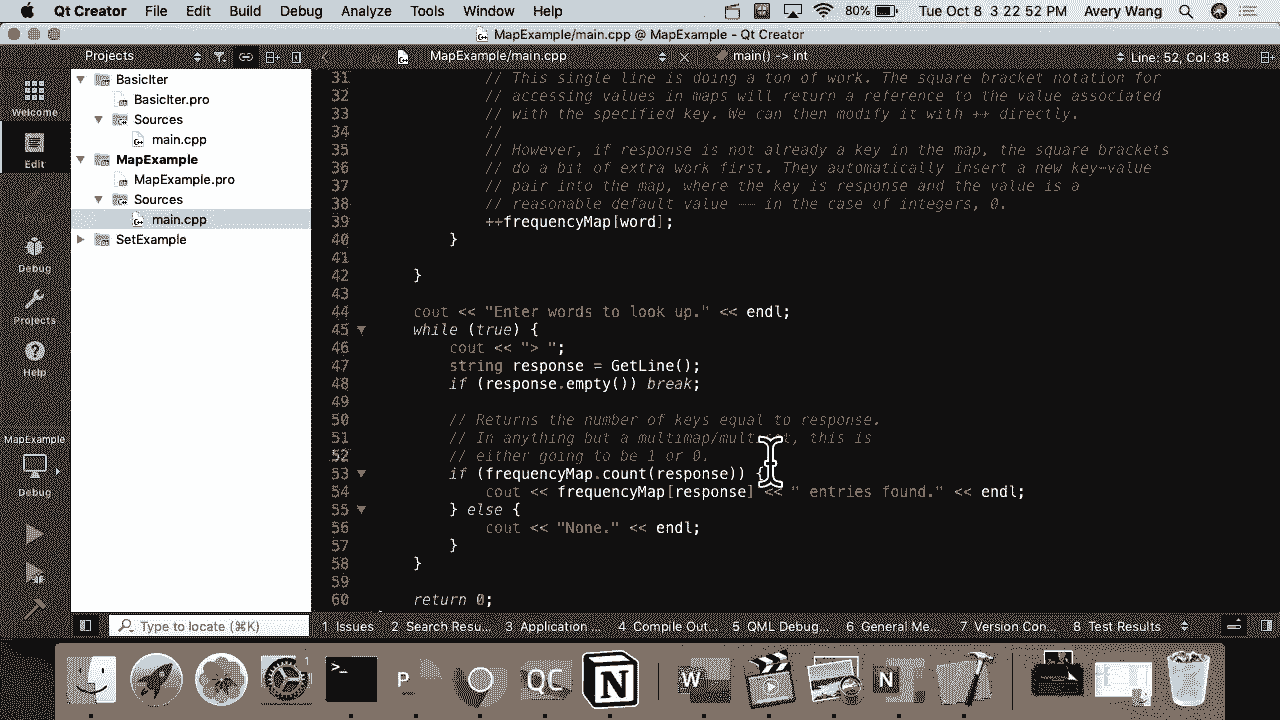 Qt Creator File Edit Build Debug Analyze Tools Window Help 80% Tue Oct 8 3 22 52 PM Avery Wang
MapExample/main.cpp @ MapExample - Qt Creator
Projects MapExample/main.cpp main() -> int Line: 52, Col: 38
Welcome
Edit
Debug
Projects
Help
MapExample
BasicIter
BasicIter.pro
Sources
main.cpp
MapExample
MapExample.pro
Sources
main.cpp
SetExample
31 // This single line is doing a ton of work. The square bracket notation for
32 // accessing values in maps will return a reference to the value associated
33 // with the specified key. We can then modify it with ++ directly.
34 //
35 // However, if response is not already a key in the map, the square brackets
36 // do a bit of extra work first. They automatically insert a new key-value
37 // pair into the map, where the key is response and the value is a
38 // reasonable default value -- in the case of integers, 0.
39 ++frequencyMap[word];
40 }
41
42 }
43
44 cout << "Enter words to look up." << endl;
45 while (true) {
46 cout << "> ";
47 string response = GetLine();
48 if (response.empty()) break;
49
50 // Returns the number of keys equal to response.
51 // In anything but a multimap/mult t, this is
52 // either going to be 1 or 0.
53 if (frequencyMap.count(response)) {
54 cout << frequencyMap[response] << " entries found." << endl;
55 } else {
56 cout << "None." << endl;
57 }
58 }
59
60 return 0;
Type to locate (⌘K) 1 Issues 2 Search Resu... 3 Application ... 4 Compile Out... 5 QML Debug... 6 General Me... 7 Version Con... 8 Test Results
>_ P QC N W N